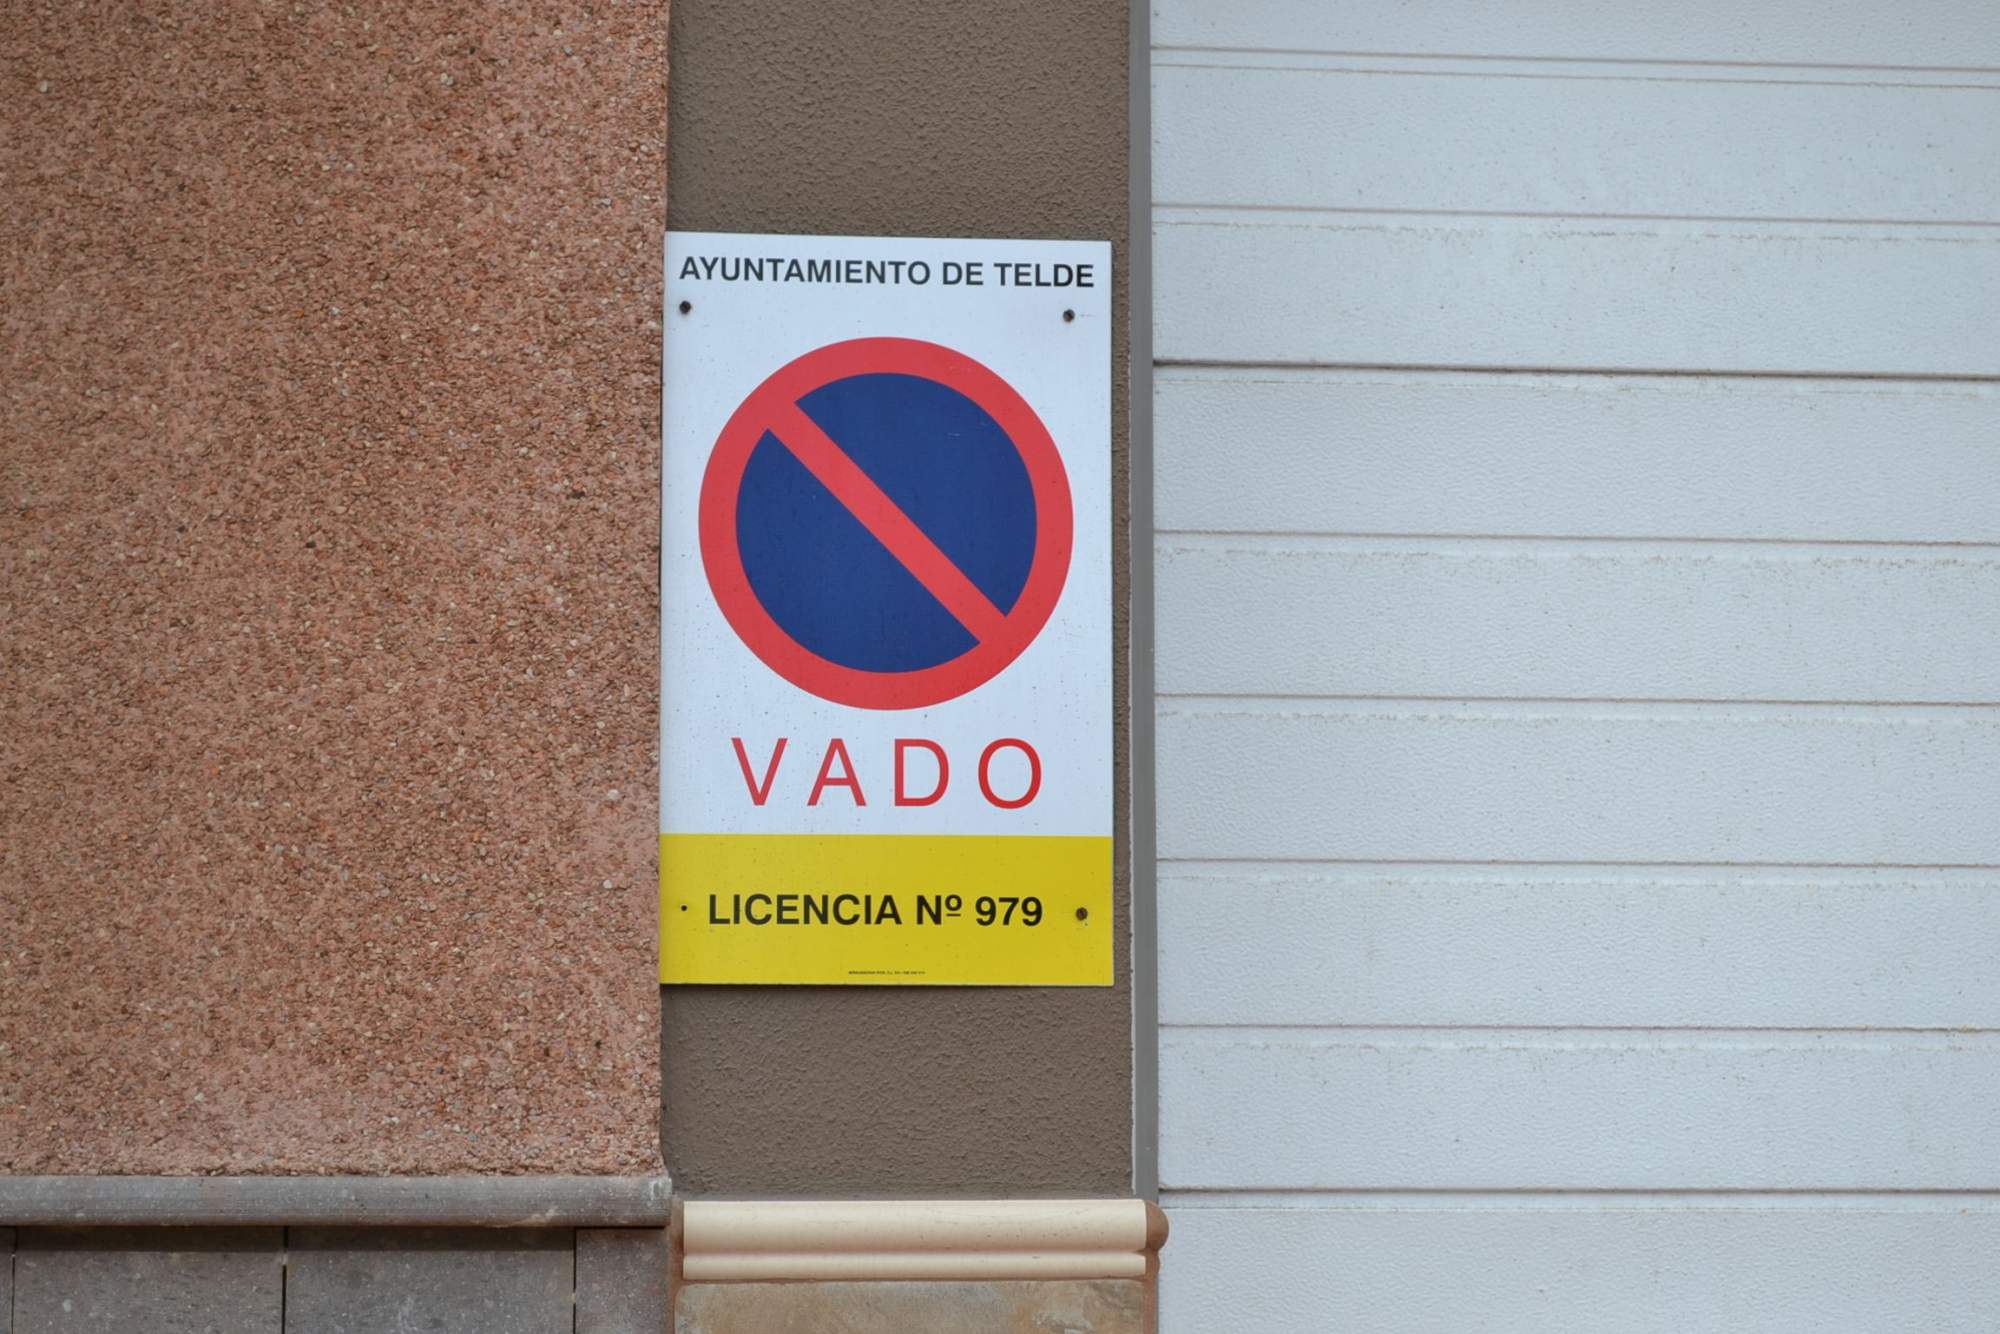 AYUNTAMIENTO DE TELDE
VADO
LICENCIA Nº 979